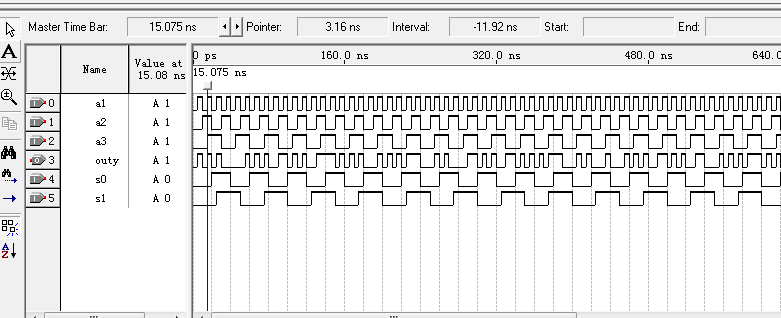 Master Time Bar: 15.075 ns Pointer: 3.16 ns Interval: -11.92 ns Start: End:
Name Value at 15.08 ns 0 ps 160.0 ns 320.0 ns 480.0 ns 640.0
15.075 ns
0 a1 A 1
1 a2 A 1
2 a3 A 1
3 outy A 1
4 s0 A 0
5 s1 A 0